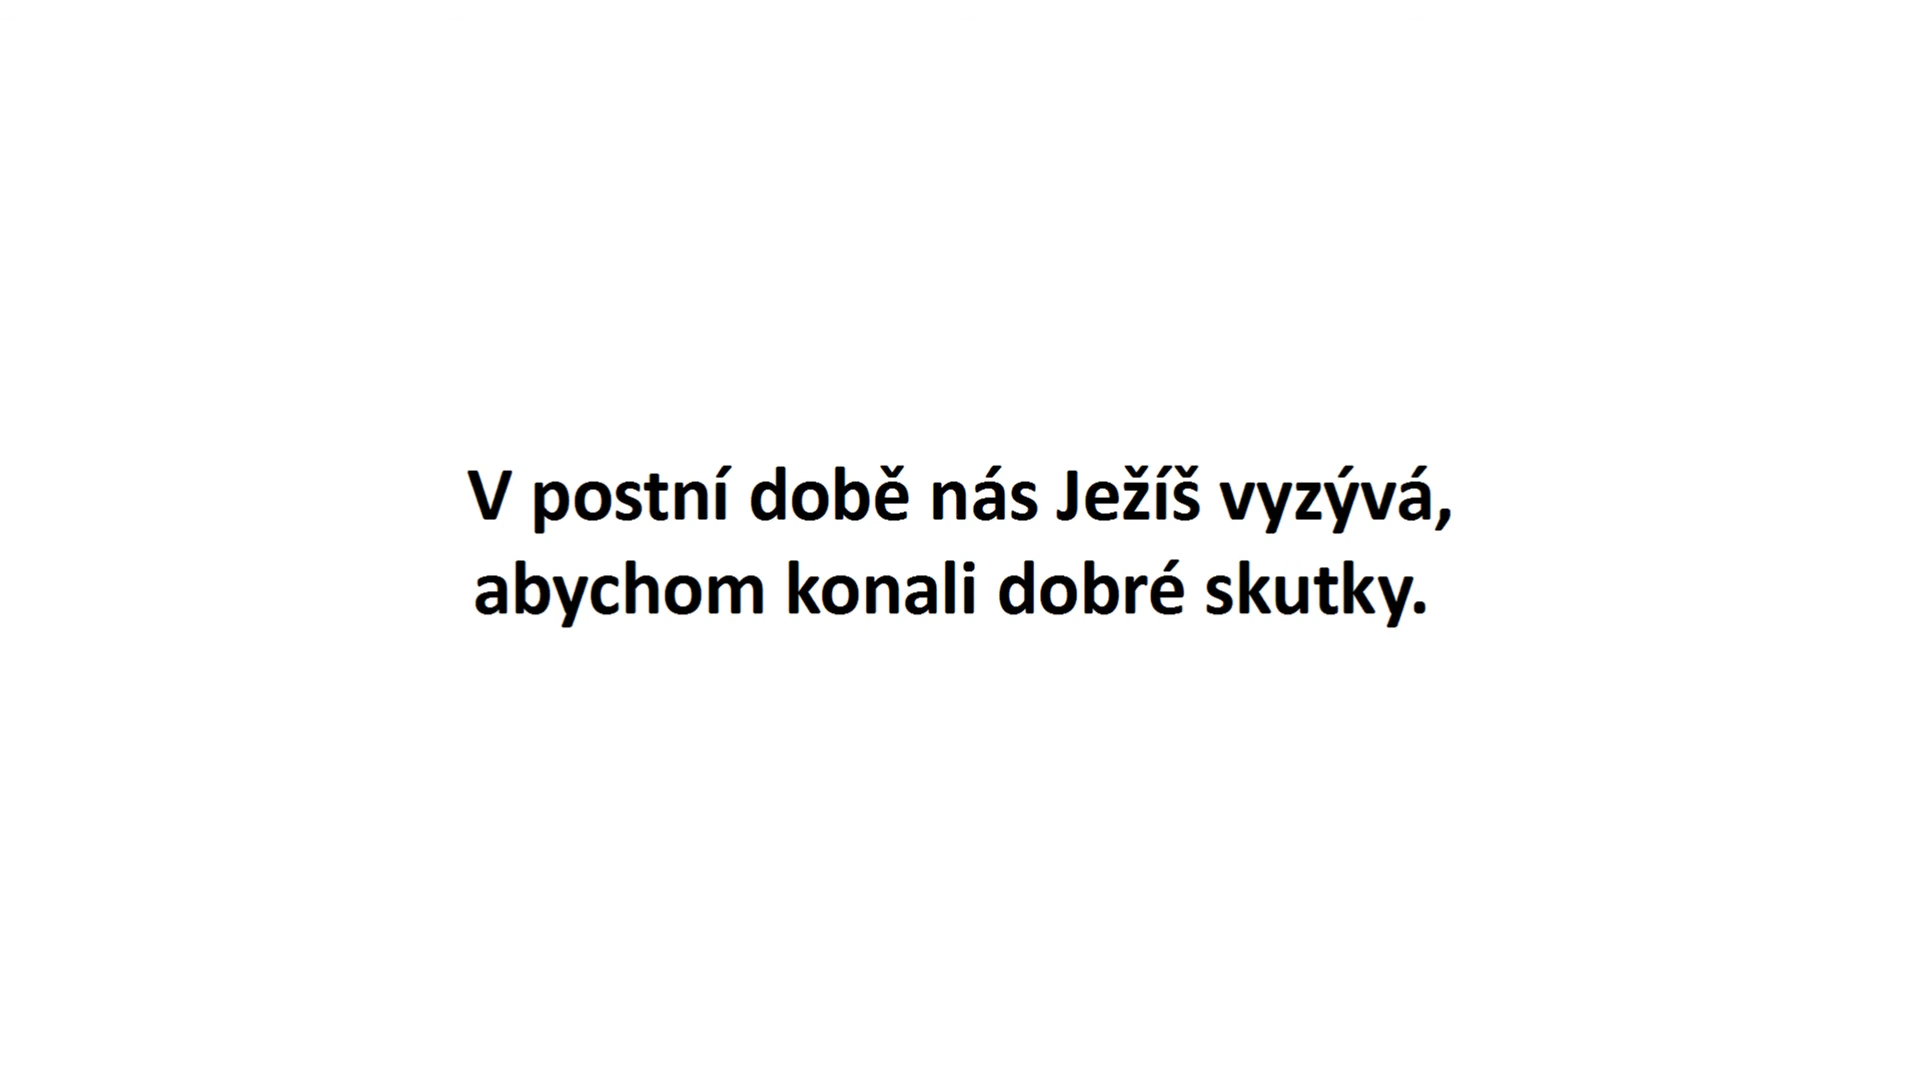 V postní době nás Ježíš vyzývá,
abychom konali dobré skutky.